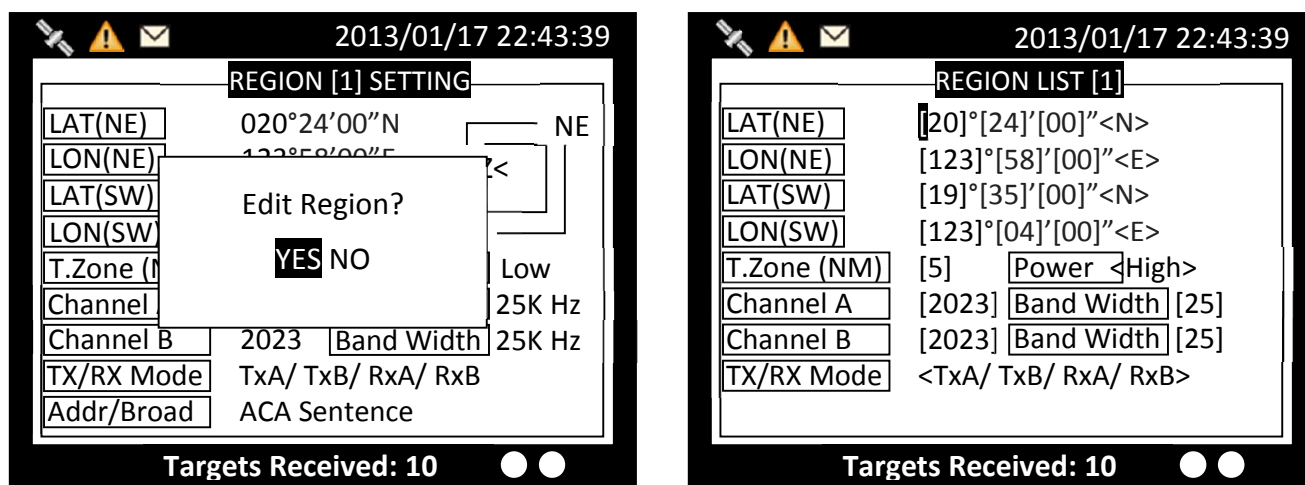 2013/01/17 22:43:39
REGION [1] SETTING
LAT(NE) 020°24’00”N NE
LON(NE)
LAT(SW)
LON(SW)
T.Zone Low
Channel 25K Hz
Channel B 2023 Band Width 25K Hz
TX/RX Mode TxA/ TxB/ RxA/ RxB
Addr/Broad ACA Sentence
Edit Region?
YES NO
Targets Received: 10
2013/01/17 22:43:39
REGION LIST [1]
LAT(NE) [20]°[24]’[00]”<N>
LON(NE) [123]°[58]’[00]”<E>
LAT(SW) [19]°[35]’[00]”<N>
LON(SW) [123]°[04]’[00]”<E>
T.Zone (NM) [5] Power <High>
Channel A [2023] Band Width [25]
Channel B [2023] Band Width [25]
TX/RX Mode <TxA/ TxB/ RxA/ RxB>
Targets Received: 10